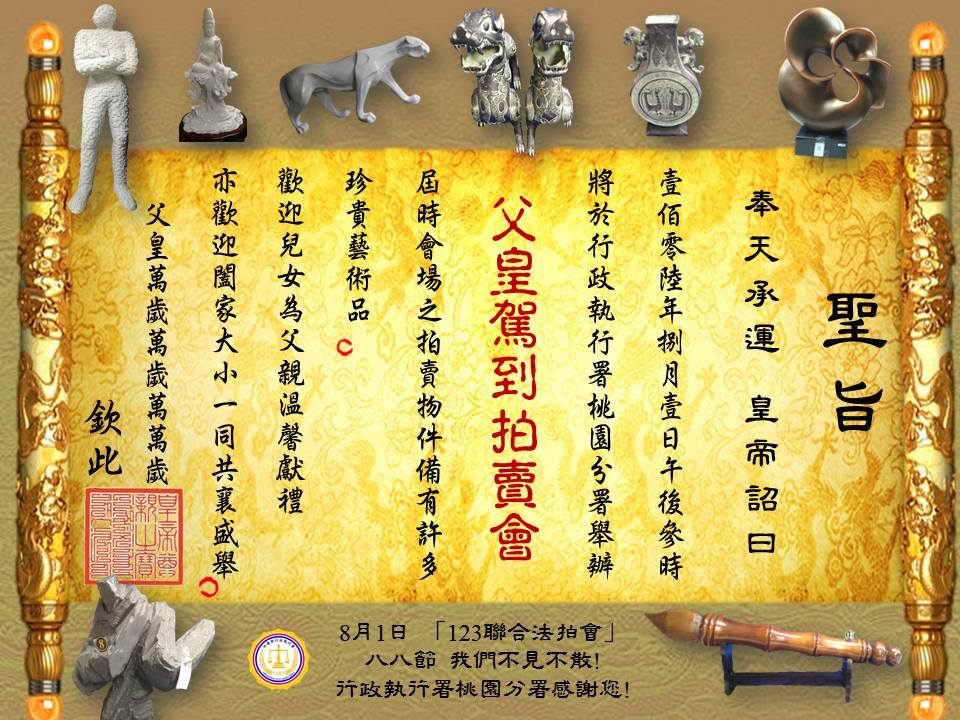 聖旨
奉天承運 皇帝詔曰
壹佰零陸年捌月壹日午後參時
將於行政執行署桃園分署舉辦
父皇駕到拍賣會
屆時會場之拍賣物件備有許多
珍貴藝術品
歡迎兒女為父親溫馨獻禮
亦歡迎闔家大小一同共襄盛舉
父皇萬歲萬歲萬萬歲
欽此
8月1日 「123聯合法拍會」
八八節 我們不見不散!
行政執行署桃園分署感謝您!